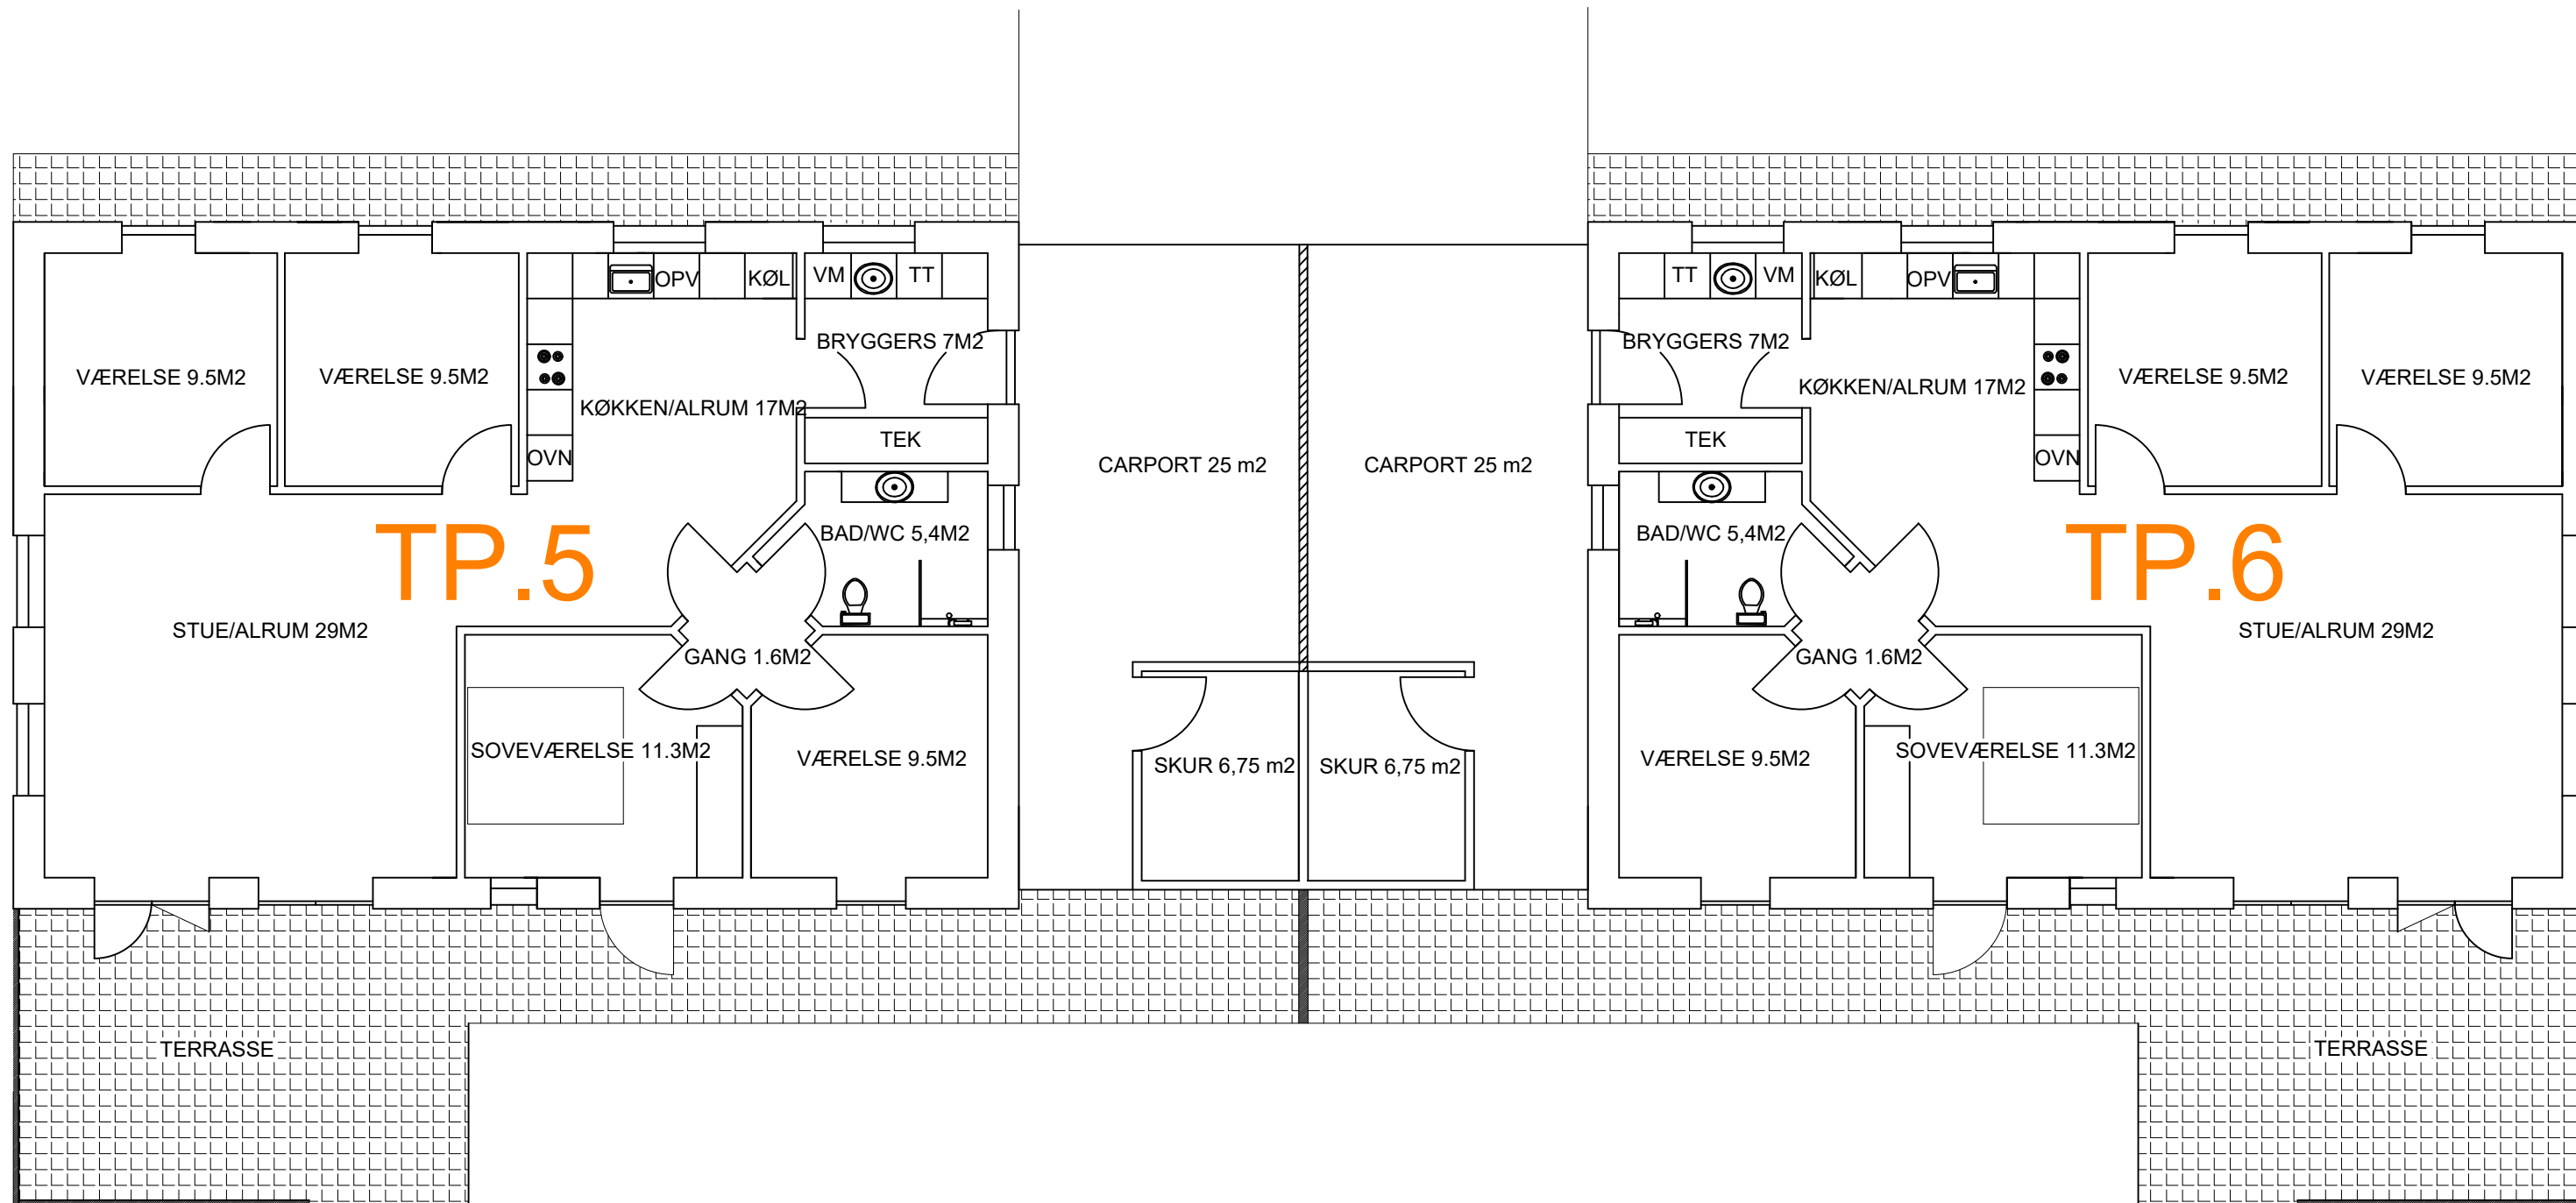 OPV
KØL
VM
TT
BRYGGERS 7M2
VÆRELSE 9.5M2
VÆRELSE 9.5M2
KØKKEN/ALRUM 17M2
TEK
OVN
TP.5
BAD/WC 5,4M2
STUE/ALRUM 29M2
GANG 1.6M2
SOVEVÆRELSE 11.3M2
VÆRELSE 9.5M2
TERRASSE
CARPORT 25 m2
CARPORT 25 m2
SKUR 6,75 m2
SKUR 6,75 m2
TT
VM
KØL
OPV
BRYGGERS 7M2
KØKKEN/ALRUM 17M2
VÆRELSE 9.5M2
VÆRELSE 9.5M2
TEK
OVN
BAD/WC 5,4M2
TP.6
STUE/ALRUM 29M2
GANG 1.6M2
VÆRELSE 9.5M2
SOVEVÆRELSE 11.3M2
TERRASSE